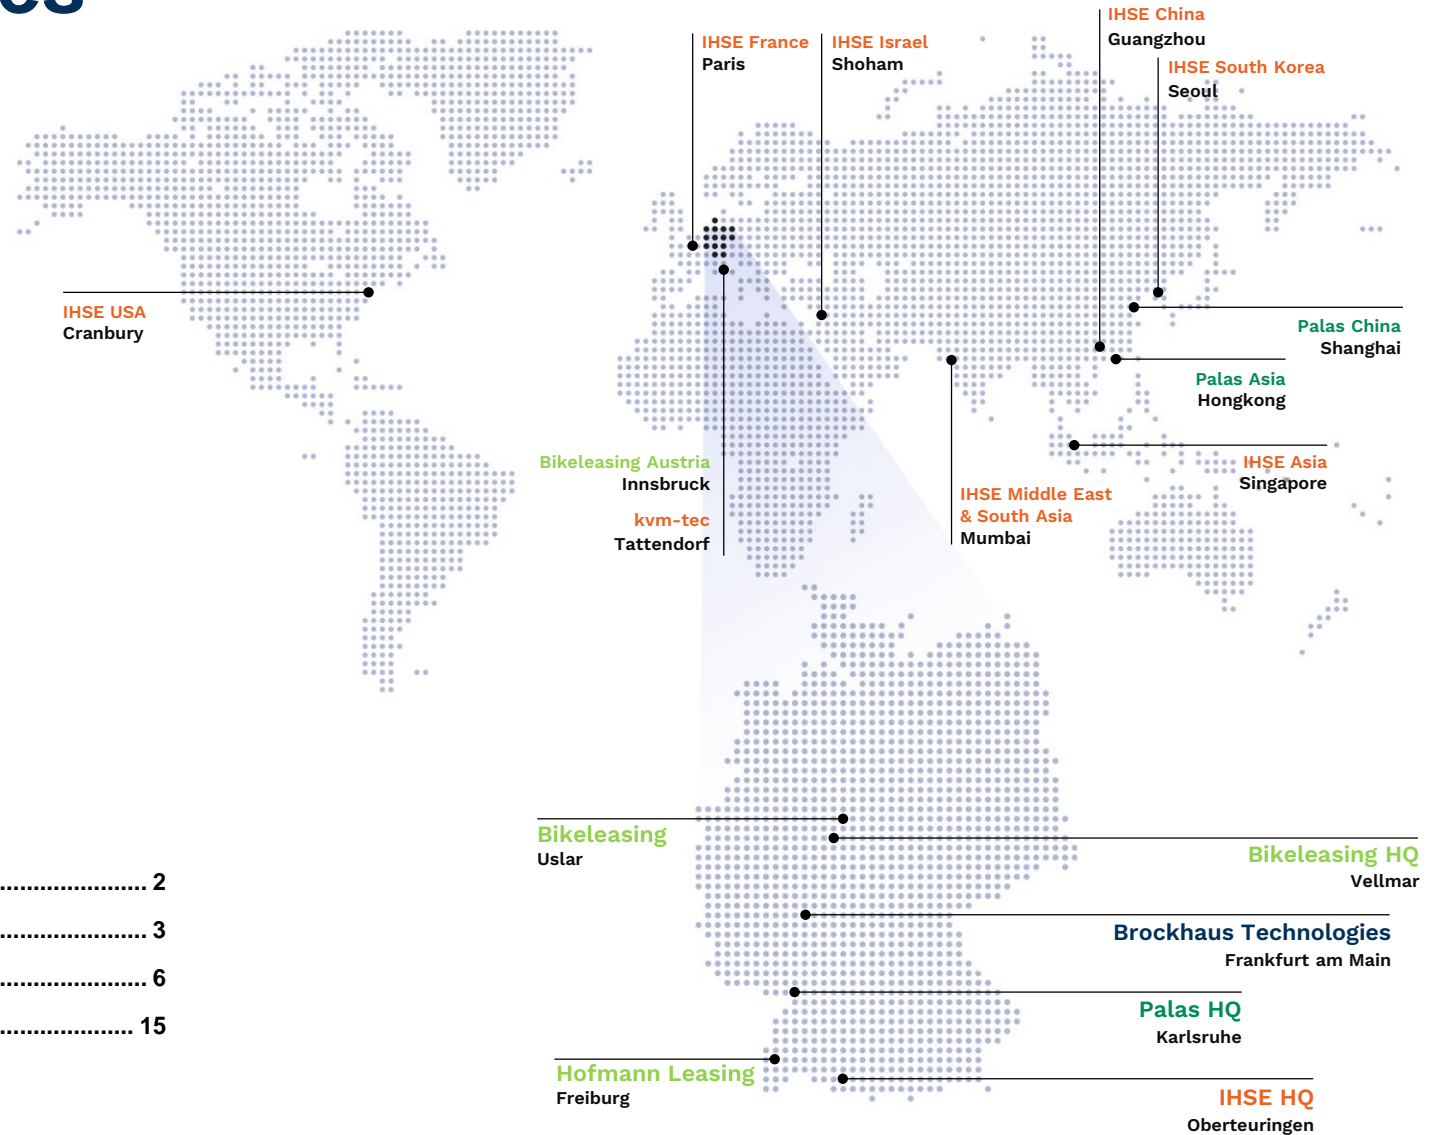 es
IHSE China
Guangzhou
IHSE France
Paris
IHSE Israel
Shoham
IHSE South Korea
Seoul
IHSE USA
Cranbury
Palas China
Shanghai
Palas Asia
Hongkong
Bikeleasing Austria
Innsbruck
IHSE Asia
Singapore
IHSE Middle East
& South Asia
Mumbai
kvm-tec
Tattendorf
Bikeleasing
Uslar
Bikeleasing HQ
Vellmar
...................... 2
...................... 3
...................... 6
.................... 15
Brockhaus Technologies
Frankfurt am Main
Palas HQ
Karlsruhe
Hofmann Leasing
Freiburg
IHSE HQ
Oberteuringen